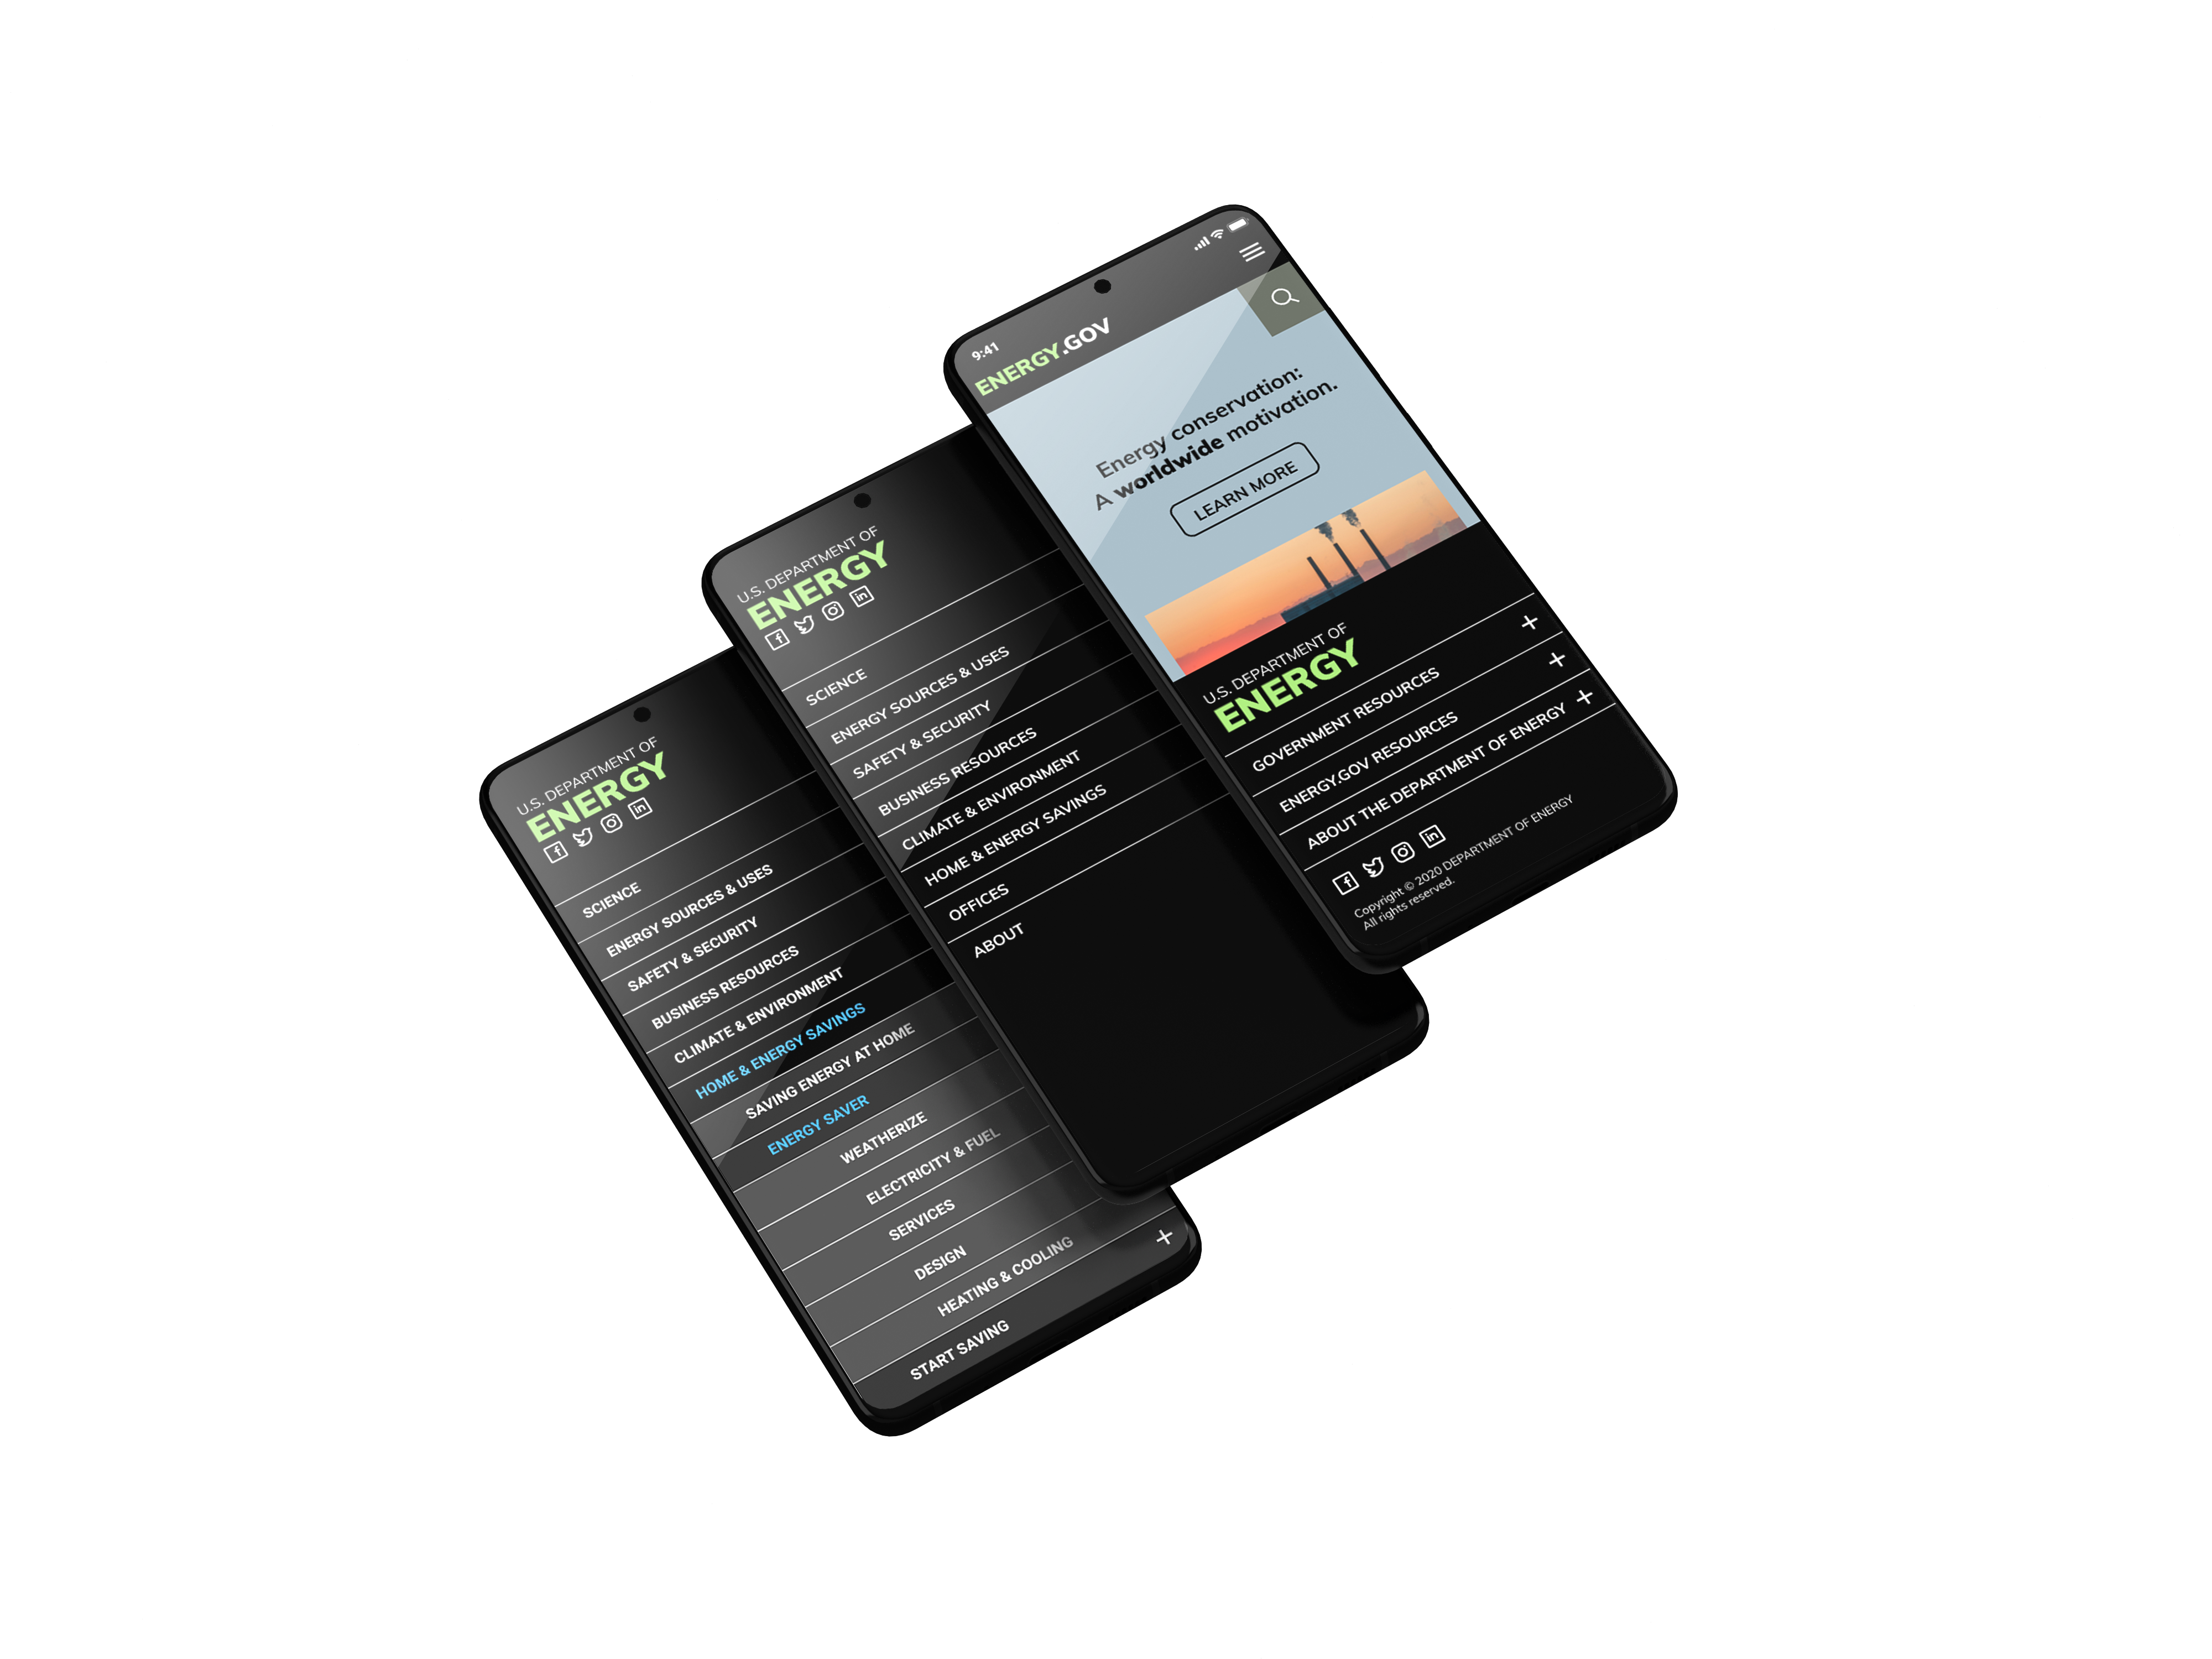 U.S. DEPARTMENT OF
ENERGY
SCIENCE
ENERGY SOURCES & USES
SAFETY & SECURITY
BUSINESS RESOURCES
CLIMATE & ENVIRONMENT
HOME & ENERGY SAVINGS
SAVING ENERGY AT HOME
ENERGY SAVER
WEATHERIZE
ELECTRICITY & FUEL
SERVICES
DESIGN
HEATING & COOLING
START SAVING
U.S. DEPARTMENT OF
ENERGY
SCIENCE
ENERGY SOURCES & USES
SAFETY & SECURITY
BUSINESS RESOURCES
CLIMATE & ENVIRONMENT
HOME & ENERGY SAVINGS
OFFICES
ABOUT
9:41
ENERGY.GOV
Energy conservation:
A worldwide motivation.
LEARN MORE
U.S. DEPARTMENT OF
ENERGY
GOVERNMENT RESOURCES
ENERGY.GOV RESOURCES
ABOUT THE DEPARTMENT OF ENERGY
Copyright © 2020 DEPARTMENT OF ENERGY
All rights reserved.